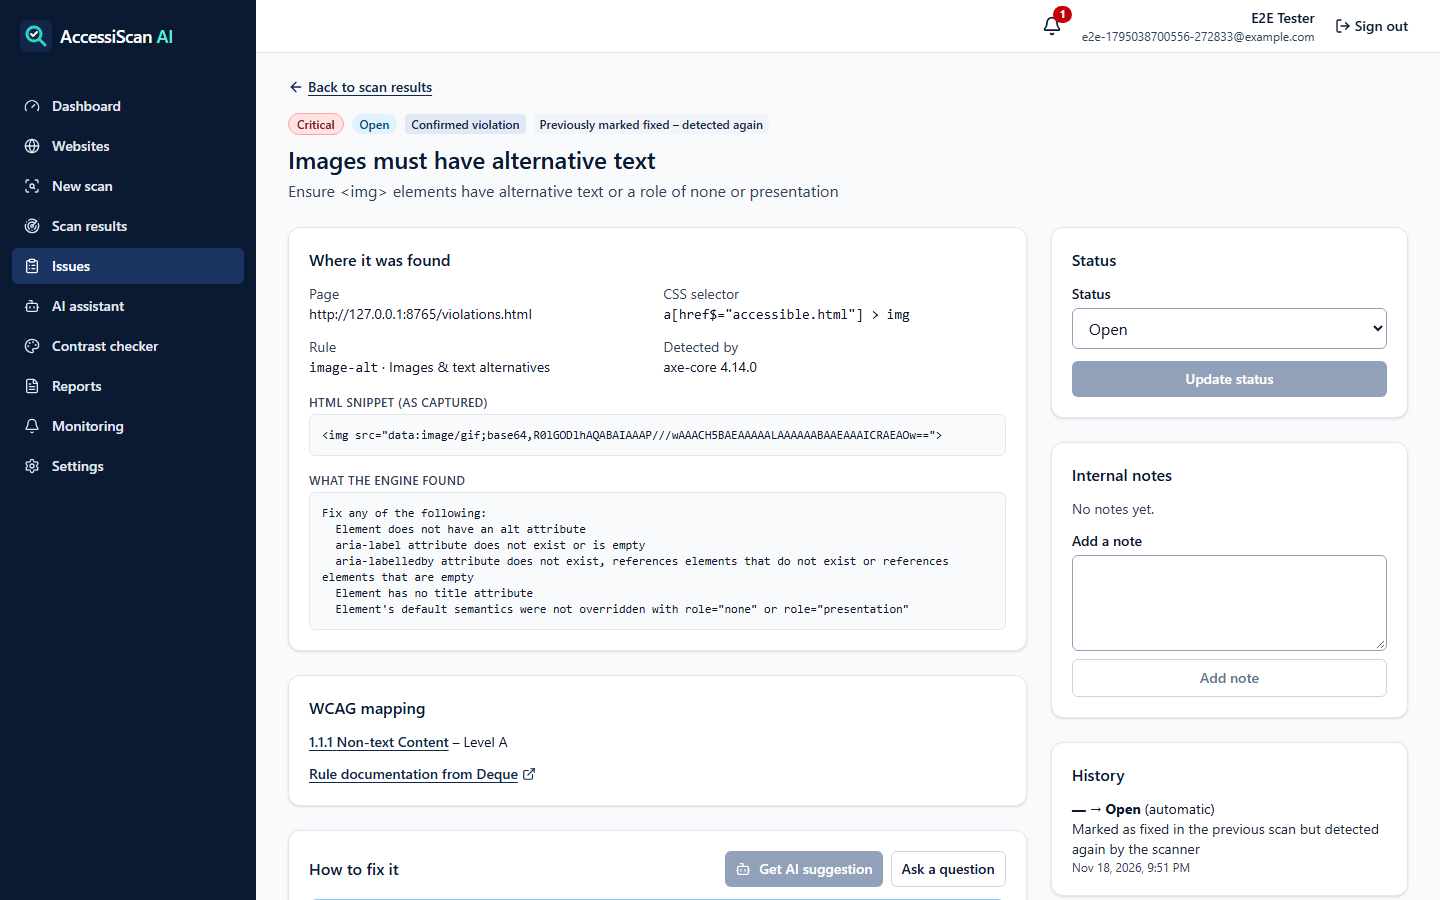 AccessiScan AI
Dashboard
Websites
New scan
Scan results
Issues
AI assistant
Contrast checker
Reports
Monitoring
Settings
1
E2E Tester
e2e-1795038700556-272833@example.com
Sign out
Back to scan results
Critical
Open
Confirmed violation
Previously marked fixed – detected again
Images must have alternative text
Ensure <img> elements have alternative text or a role of none or presentation
Where it was found
Page
http://127.0.0.1:8765/violations.html
CSS selector
a[href$="accessible.html"] > img
Rule
image-alt · Images & text alternatives
Detected by
axe-core 4.14.0
HTML SNIPPET (AS CAPTURED)
<img src="data:image/gif;base64,R0lGODlhAQABAIAAAP///wAAACH5BAEAAAAALAAAAAABAAEAAAICRAEAOw==">
WHAT THE ENGINE FOUND
Fix any of the following:
Element does not have an alt attribute
aria-label attribute does not exist or is empty
aria-labelledby attribute does not exist, references elements that do not exist or references
elements that are empty
Element has no title attribute
Element's default semantics were not overridden with role="none" or role="presentation"
WCAG mapping
1.1.1 Non-text Content – Level A
Rule documentation from Deque
How to fix it
Get AI suggestion
Ask a question
Status
Status
Open
Update status
Internal notes
No notes yet.
Add a note
Add note
History
— → Open (automatic)
Marked as fixed in the previous scan but detected
again by the scanner
Nov 18, 2026, 9:51 PM